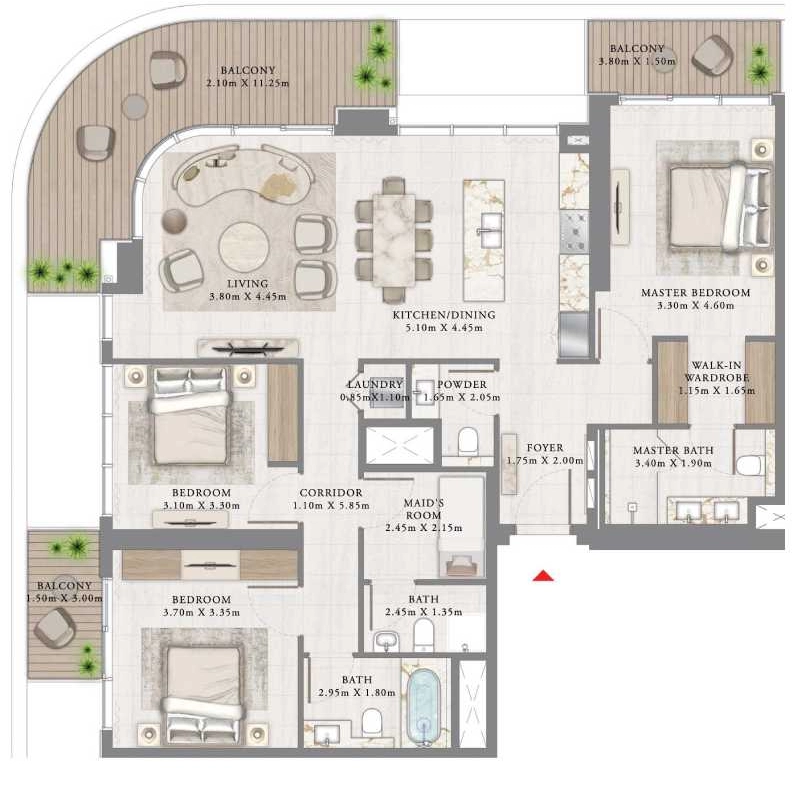 BALCONY
2.10m X 11.25m
BALCONY
3.80m X 1.50m
LIVING
3.80m X 4.45m
KITCHEN/DINING
5.10m X 4.45m
MASTER BEDROOM
3.30m X 4.60m
WALK-IN
WARDROBE
1.15m X 1.65m
LAUNDRY
0.85mX1.10m
POWDER
1.65m X 2.05m
FOYER
1.75m X 2.00m
MASTER BATH
3.40m X 1.90m
BEDROOM
3.10m X 3.30m
CORRIDOR
1.10m X 5.85m
MAID'S
ROOM
2.45m X 2.15m
BALCONY
1.50m X 3.00m
BEDROOM
3.70m X 3.35m
BATH
2.45m X 1.35m
BATH
2.95m X 1.80m